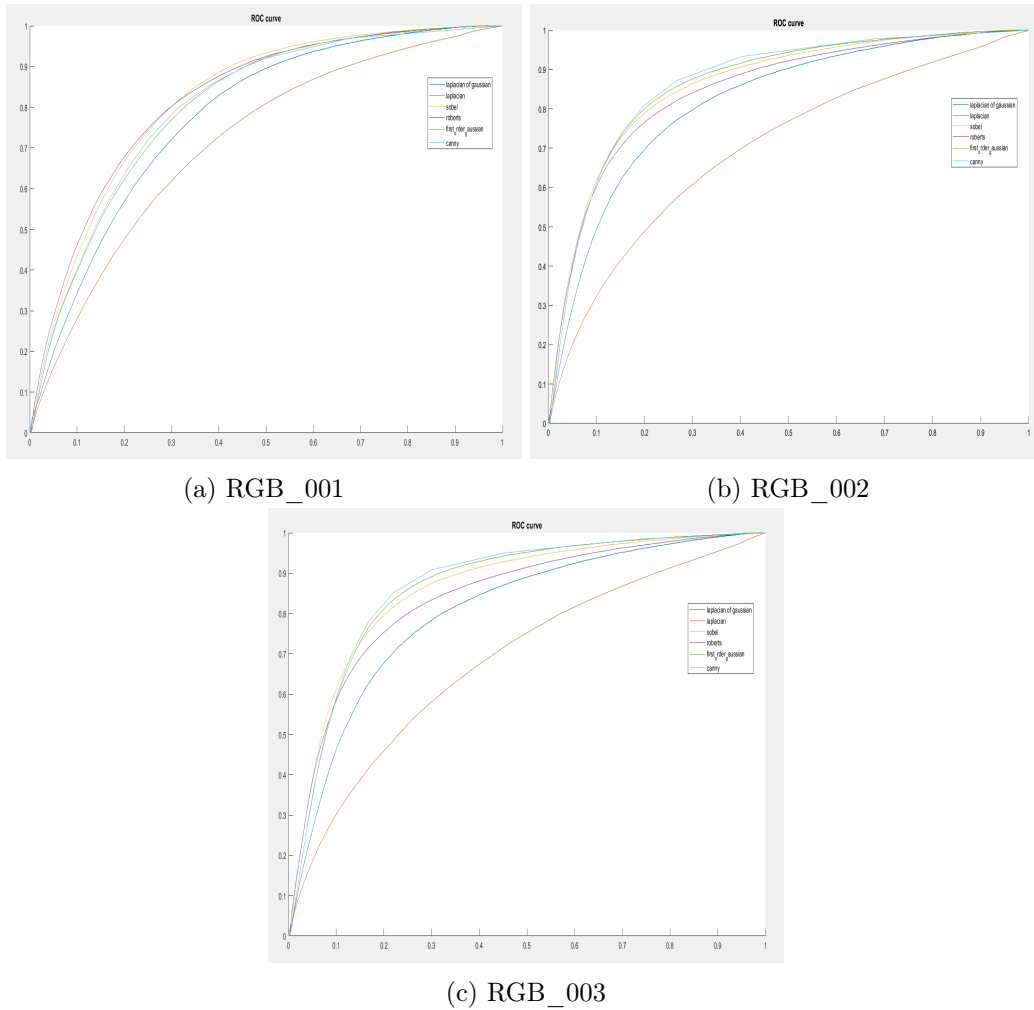 ROC curve
1
0.9
0.8
0.7
0.6
0.5
0.4
0.3
0.2
0.1
0
0 0.1 0.2 0.3 0.4 0.5 0.6 0.7 0.8 0.9 1
laplacian of gaussian
laplacian
sobel
roberts
first_order_gaussian
canny
(a) RGB_001
ROC curve
1
0.9
0.8
0.7
0.6
0.5
0.4
0.3
0.2
0.1
0
0 0.1 0.2 0.3 0.4 0.5 0.6 0.7 0.8 0.9 1
laplacian of gaussian
laplacian
sobel
roberts
first_order_gaussian
canny
(b) RGB_002
ROC curve
1
0.9
0.8
0.7
0.6
0.5
0.4
0.3
0.2
0.1
0
0 0.1 0.2 0.3 0.4 0.5 0.6 0.7 0.8 0.9 1
laplacian of gaussian
laplacian
sobel
roberts
first_order_gaussian
canny
(c) RGB_003